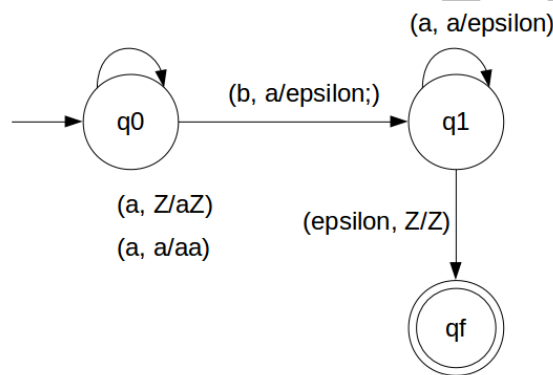 (a, a/epsilon)
(b, a/epsilon;)
q0
q1
(a, Z/aZ)
(epsilon, Z/Z)
(a, a/aa)
qf